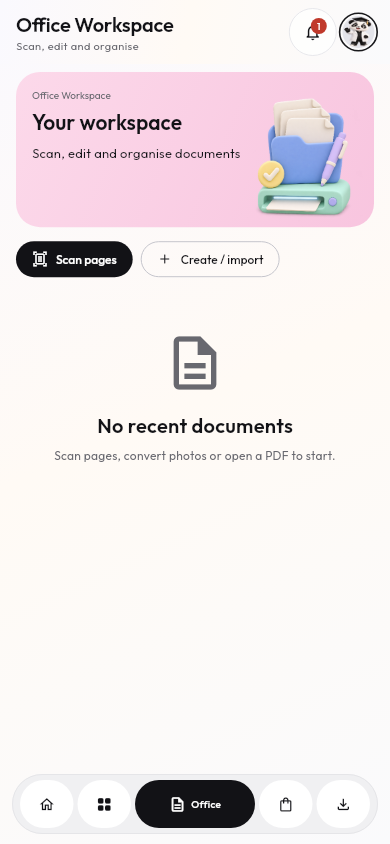 Office Workspace
Scan, edit and organise
1
Office Workspace
Your workspace
Scan, edit and organise documents
Scan pages
Create / import
No recent documents
Scan pages, convert photos or open a PDF to start.
Office